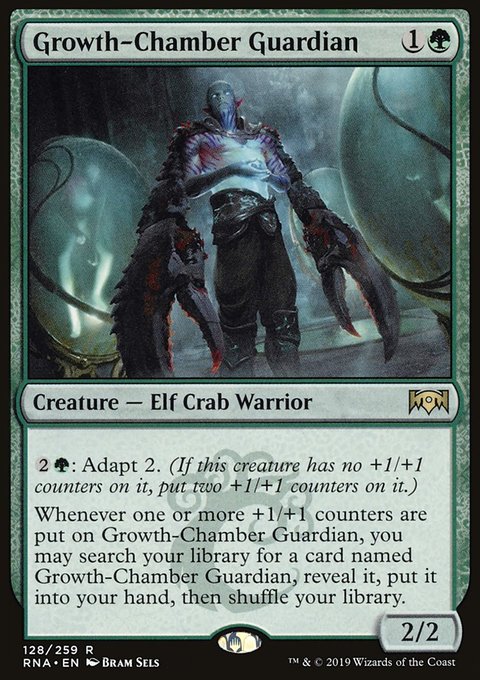 Growth-Chamber Guardian 1
Creature — Elf Crab Warrior
2: Adapt 2. (If this creature has no +1/+1
counters on it, put two +1/+1 counters on it.)
Whenever one or more +1/+1 counters are
put on Growth-Chamber Guardian, you
may search your library for a card named
Growth-Chamber Guardian, reveal it, put it
into your hand, then shuffle your library.
2/2
128/259 R
RNA • EN Bram Sels
™ & © 2019 Wizards of the Coast